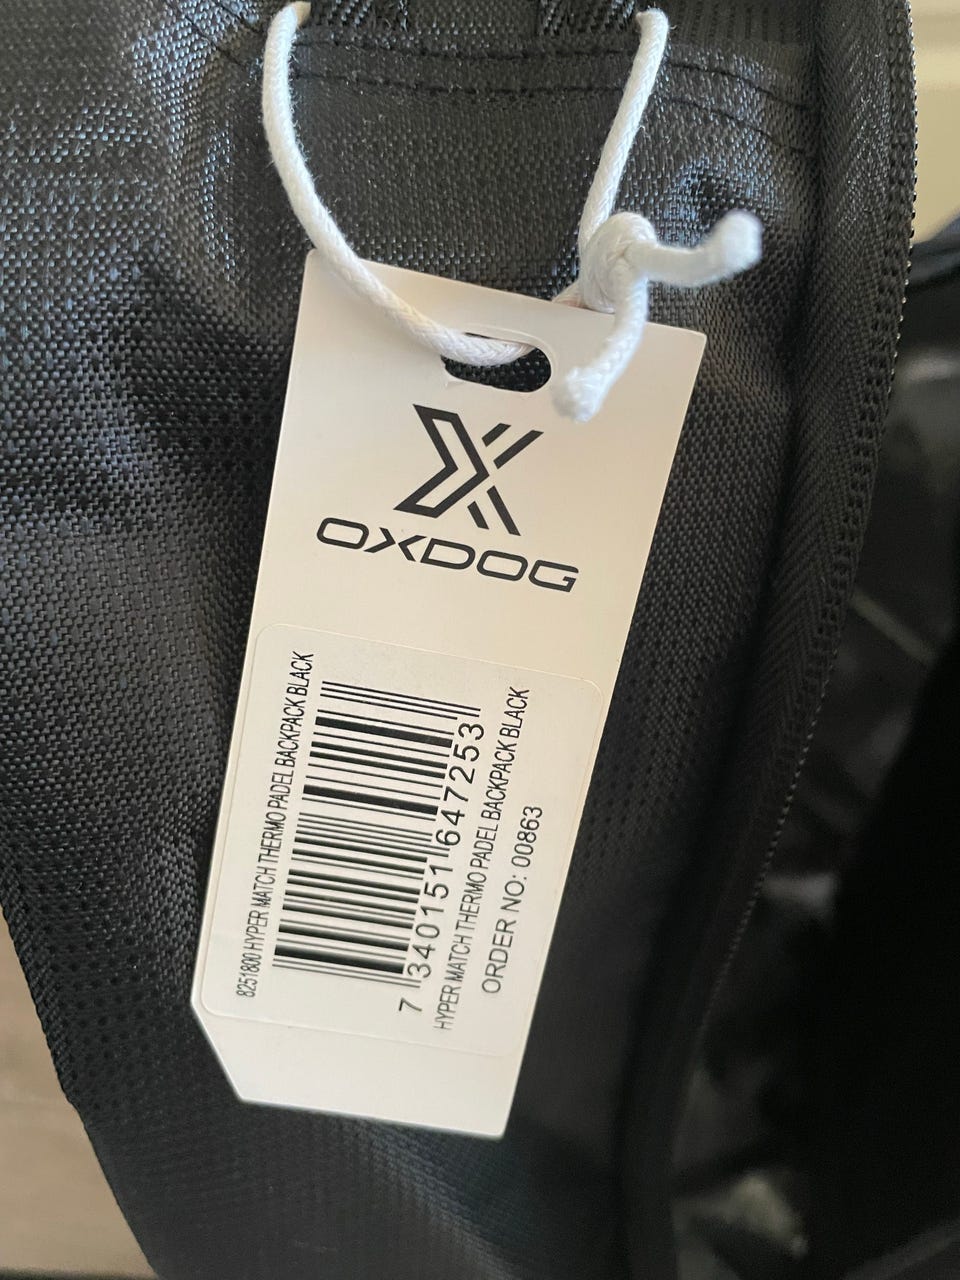 OXDOG
8251800 HYPER MATCH THERMO PADEL BACKPACK BLACK
7 340151 647253
HYPER MATCH THERMO PADEL BACKPACK BLACK
ORDER NO: 00863